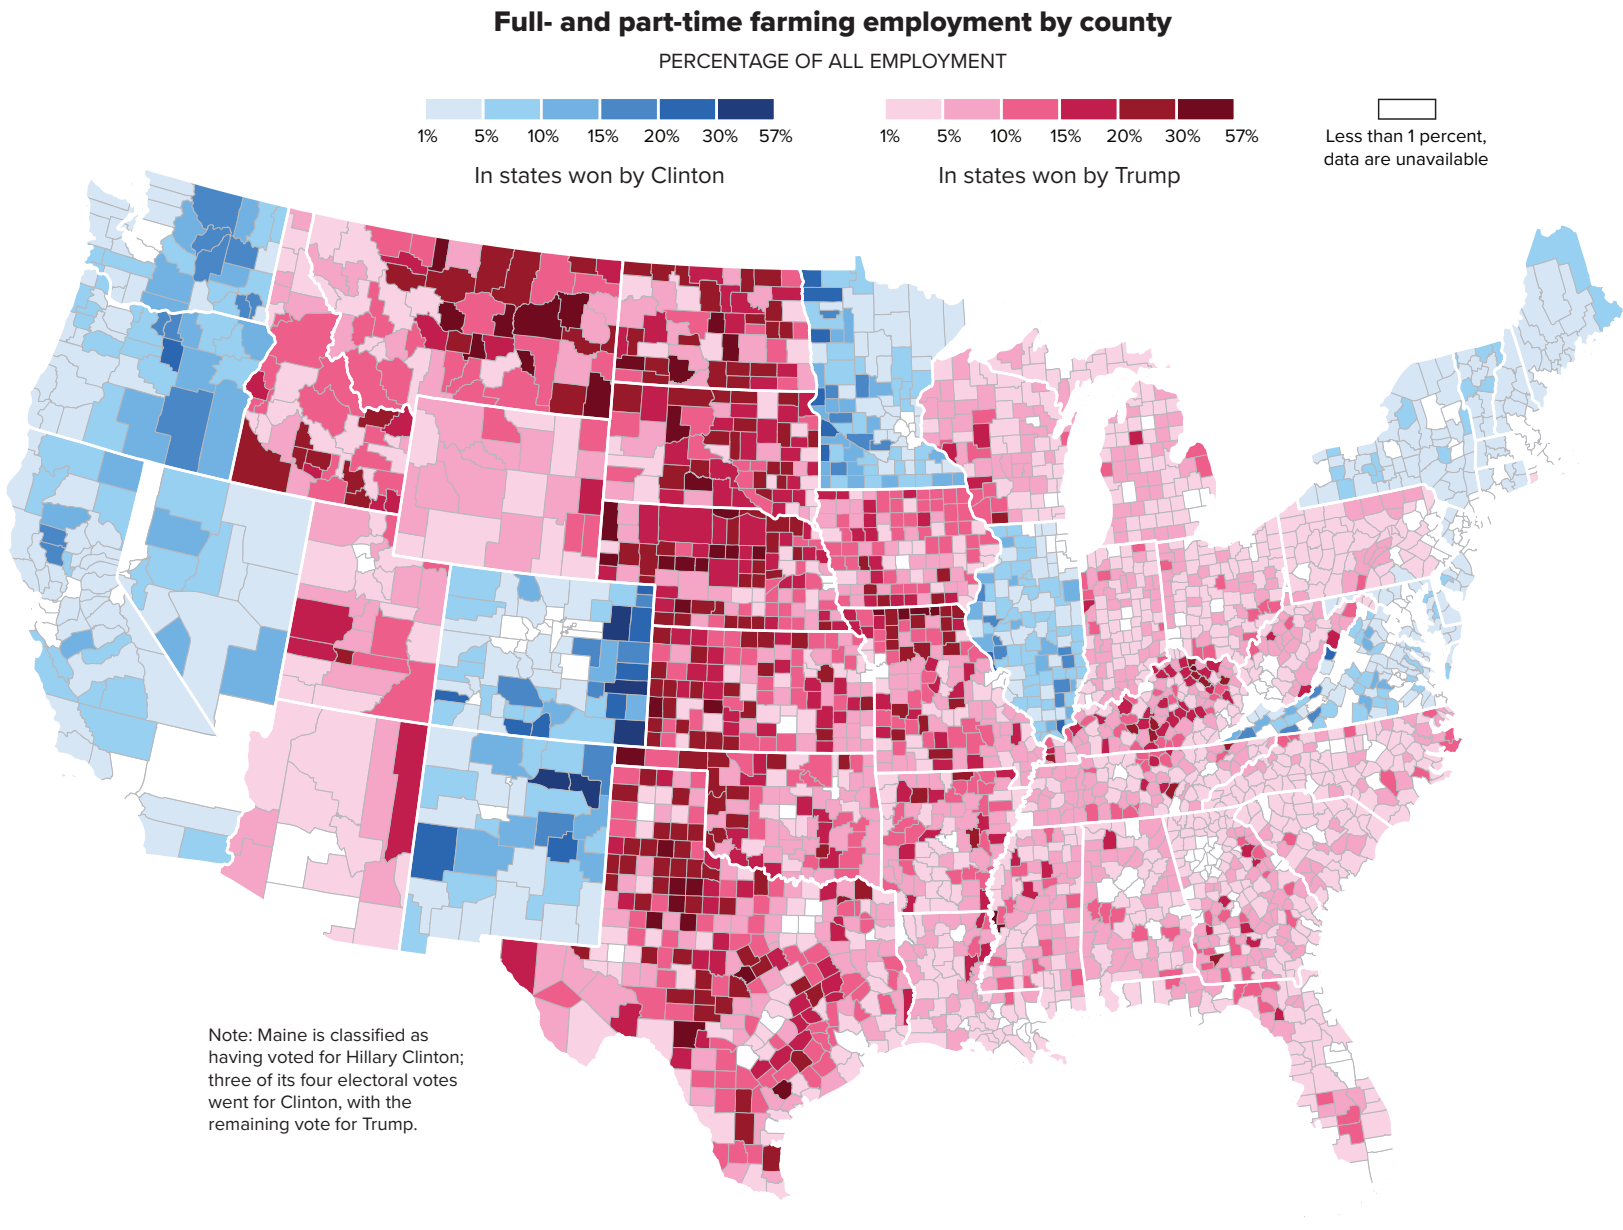 Full- and part-time farming employment by county
PERCENTAGE OF ALL EMPLOYMENT
1% 5% 10% 15% 20% 30% 57%
In states won by Clinton
1% 5% 10% 15% 20% 30% 57%
In states won by Trump
Less than 1 percent,
data are unavailable
Note: Maine is classified as
having voted for Hillary Clinton;
three of its four electoral votes
went for Clinton, with the
remaining vote for Trump.